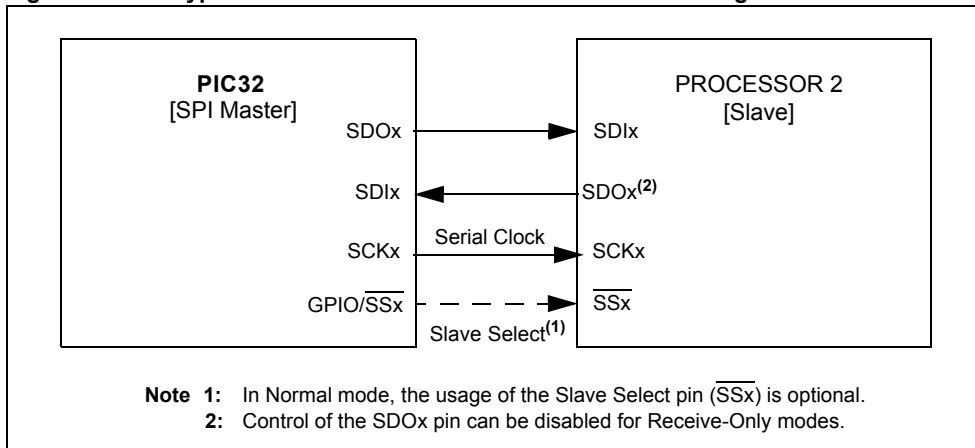 PIC32
[SPI Master]
PROCESSOR 2
[Slave]
SDOx
SDIx
SDIx
SDOx(2)
SCKx
Serial Clock
SCKx
GPIO/SSx
SSx
Slave Select(1)
Note 1: In Normal mode, the usage of the Slave Select pin (SSx) is optional.
2: Control of the SDOx pin can be disabled for Receive-Only modes.